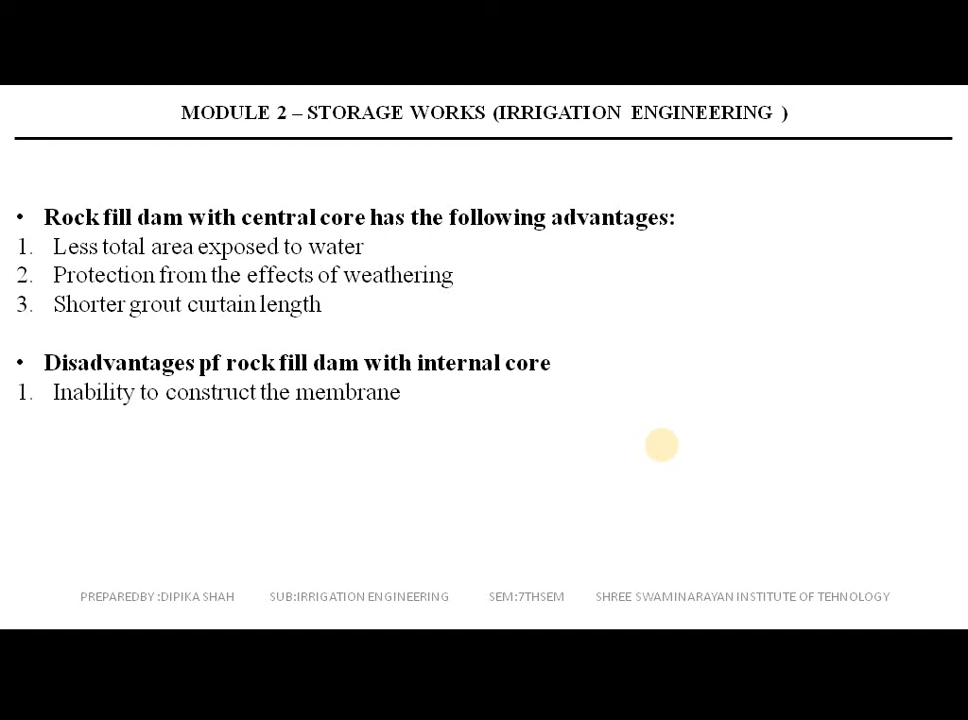 MODULE 2 – STORAGE WORKS (IRRIGATION ENGINEERING )
• Rock fill dam with central core has the following advantages:
1. Less total area exposed to water
2. Protection from the effects of weathering
3. Shorter grout curtain length
• Disadvantages pf rock fill dam with internal core
1. Inability to construct the membrane
PREPAREDBY :DIPIKA SHAH SUB:IRRIGATION ENGINEERING SEM:7THSEM SHREE SWAMINARAYAN INSTITUTE OF TEHNOLOGY